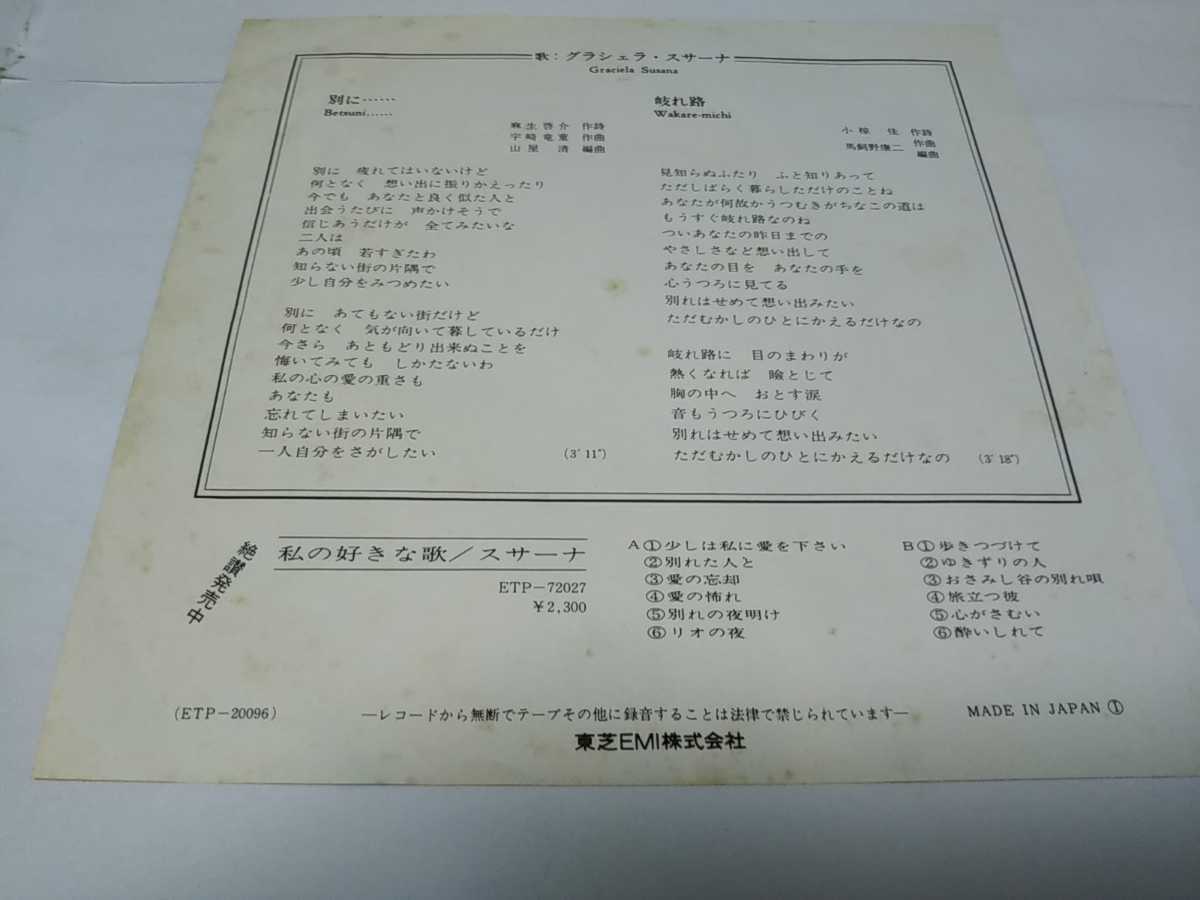 歌：グラシェラ・スサーナ
Graciela Susana
別に……
Betsuni……
麻生啓介 作詩
宇崎竜童 作曲
山屋 清 編曲
別に 疲れてはいないけど
何となく 想い出に振りかえったり
今でも あなたと良く似た人と
出会うたびに 声かけそうで
信じあうだけが 全てみたいな
二人は
あの頃 若すぎたわ
知らない街の片隅で
少し自分をみつめたい
別に あてもない街だけど
何となく 気が向いて暮しているだけ
今さら あともどり出来ぬことを
悔いてみても しかたないわ
私の心の愛の重さも
あなたも
忘れてしまいたい
知らない街の片隅で
一人自分をさがしたい (3′11″)
岐れ路
Wakare-michi
小椋 佳 作詩
馬飼野康二 作曲
編曲
見知らぬふたり ふと知りあって
ただしばらく暮らしただけのことね
あなたが何故かうつむきがちなこの道は
もうすぐ岐れ路なのね
ついあなたの昨日までの
やさしさなど想い出して
あなたの目を あなたの手を
心うつろに見てる
別れはせめて想い出みたい
ただむかしのひとにかえるだけなの
岐れ路に 目のまわりが
熱くなれば 瞼とじて
胸の中へ おとす涙
音もうつろにひびく
別れはせめて想い出みたい
ただむかしのひとにかえるだけなの (3′18″)
絶讃発売中
私の好きな歌／スサーナ
ETP−72027
￥2,300
A①少しは私に愛を下さい
②別れた人と
③愛の忘却
④愛の怖れ
⑤別れの夜明け
⑥リオの夜
B①歩きつづけて
②ゆきずりの人
③おさみし谷の別れ唄
④旅立つ彼
⑤心がさむい
⑥酔いしれて
(ETP−20096)
—レコードから無断でテープその他に録音することは法律で禁じられています—
MADE IN JAPAN ①
東芝EMI株式会社